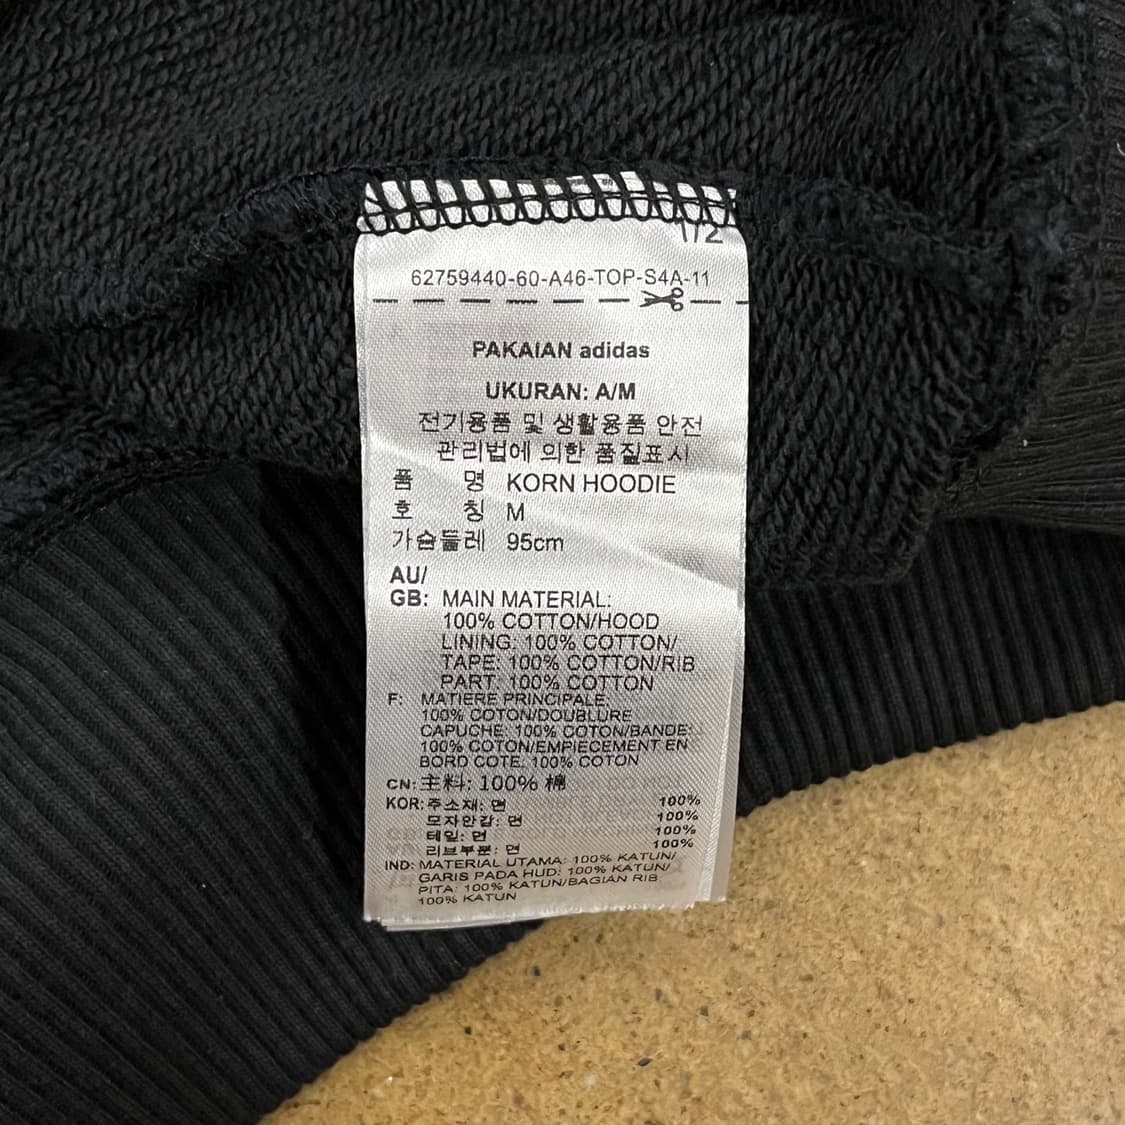 1/2
62759440-60-A46-TOP-S4A-11
PAKAIAN adidas
UKURAN: A/M
전기용품 및 생활용품 안전
관리법에 의한 품질표시
품 명 KORN HOODIE
호 칭 M
가슴둘레 95cm
AU/
GB: MAIN MATERIAL:
100% COTTON/HOOD
LINING: 100% COTTON/
TAPE: 100% COTTON/RIB
PART: 100% COTTON
F: MATIERE PRINCIPALE:
100% COTON/DOUBLURE
CAPUCHE: 100% COTON/BANDE:
100% COTON/EMPIECEMENT EN
BORD COTE: 100% COTON
CN: 主料: 100% 棉
KOR: 주소재: 면 100%
모자안감: 면 100%
테잎: 면 100%
리브부분: 면 100%
IND: MATERIAL UTAMA: 100% KATUN/
GARIS PADA HUD: 100% KATUN/
PITA: 100% KATUN/BAGIAN RIB
100% KATUN